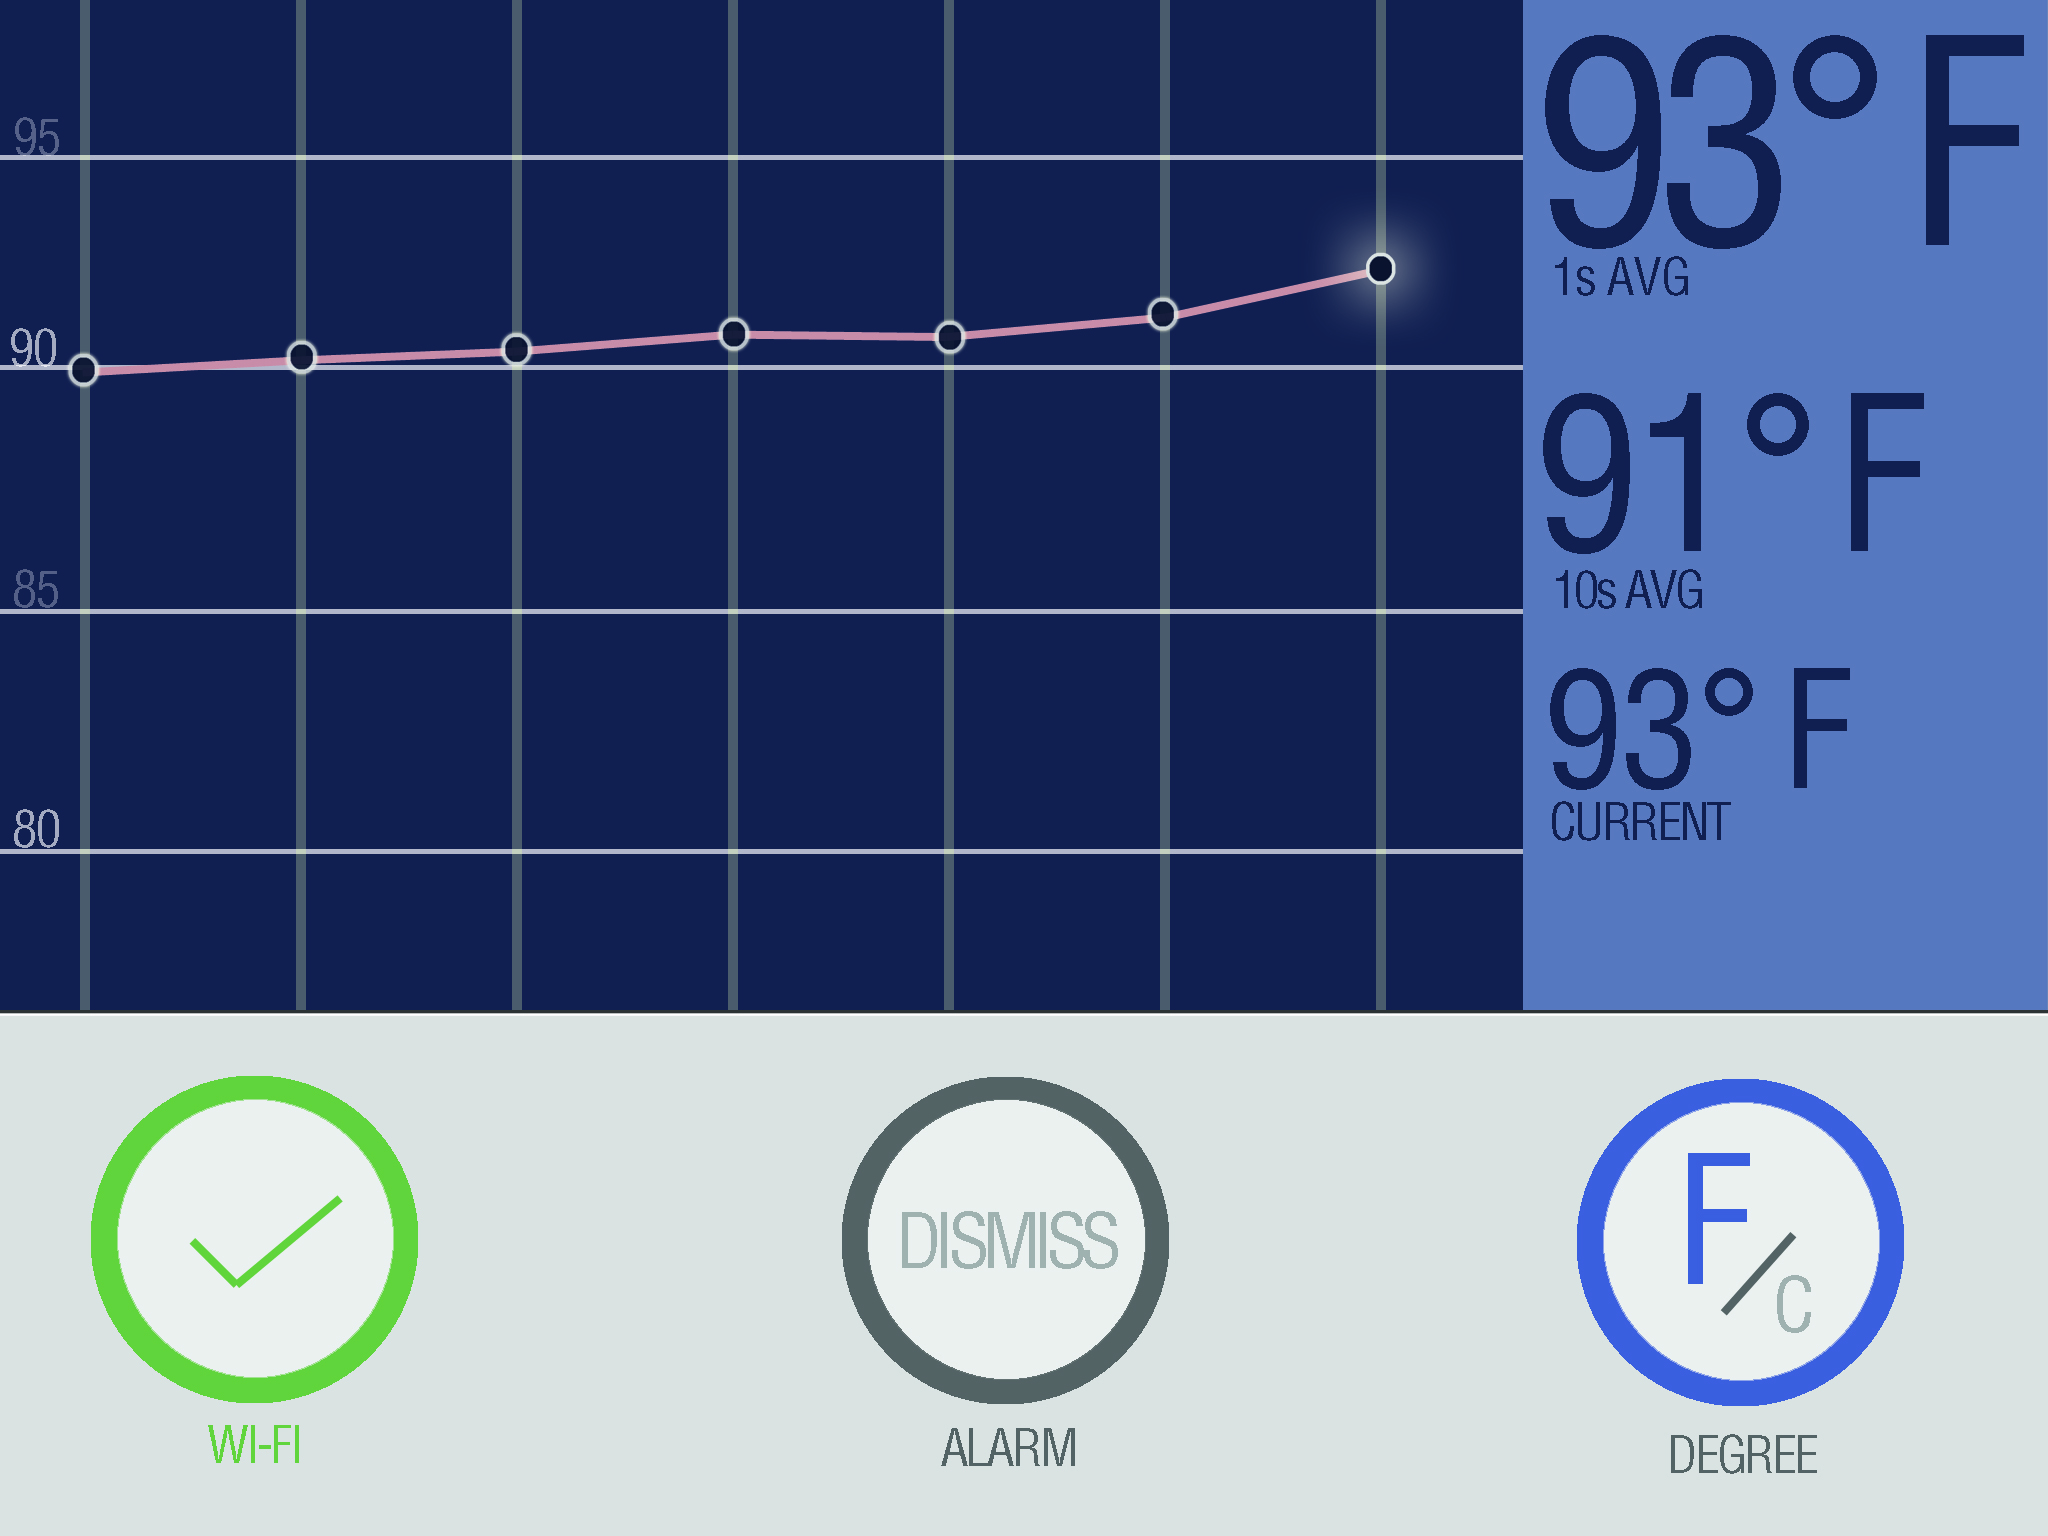 95
90
85
80
93° F
1s AVG
91° F
10s AVG
93° F
CURRENT
DISMISS
F/C
WI-FI
ALARM
DEGREE